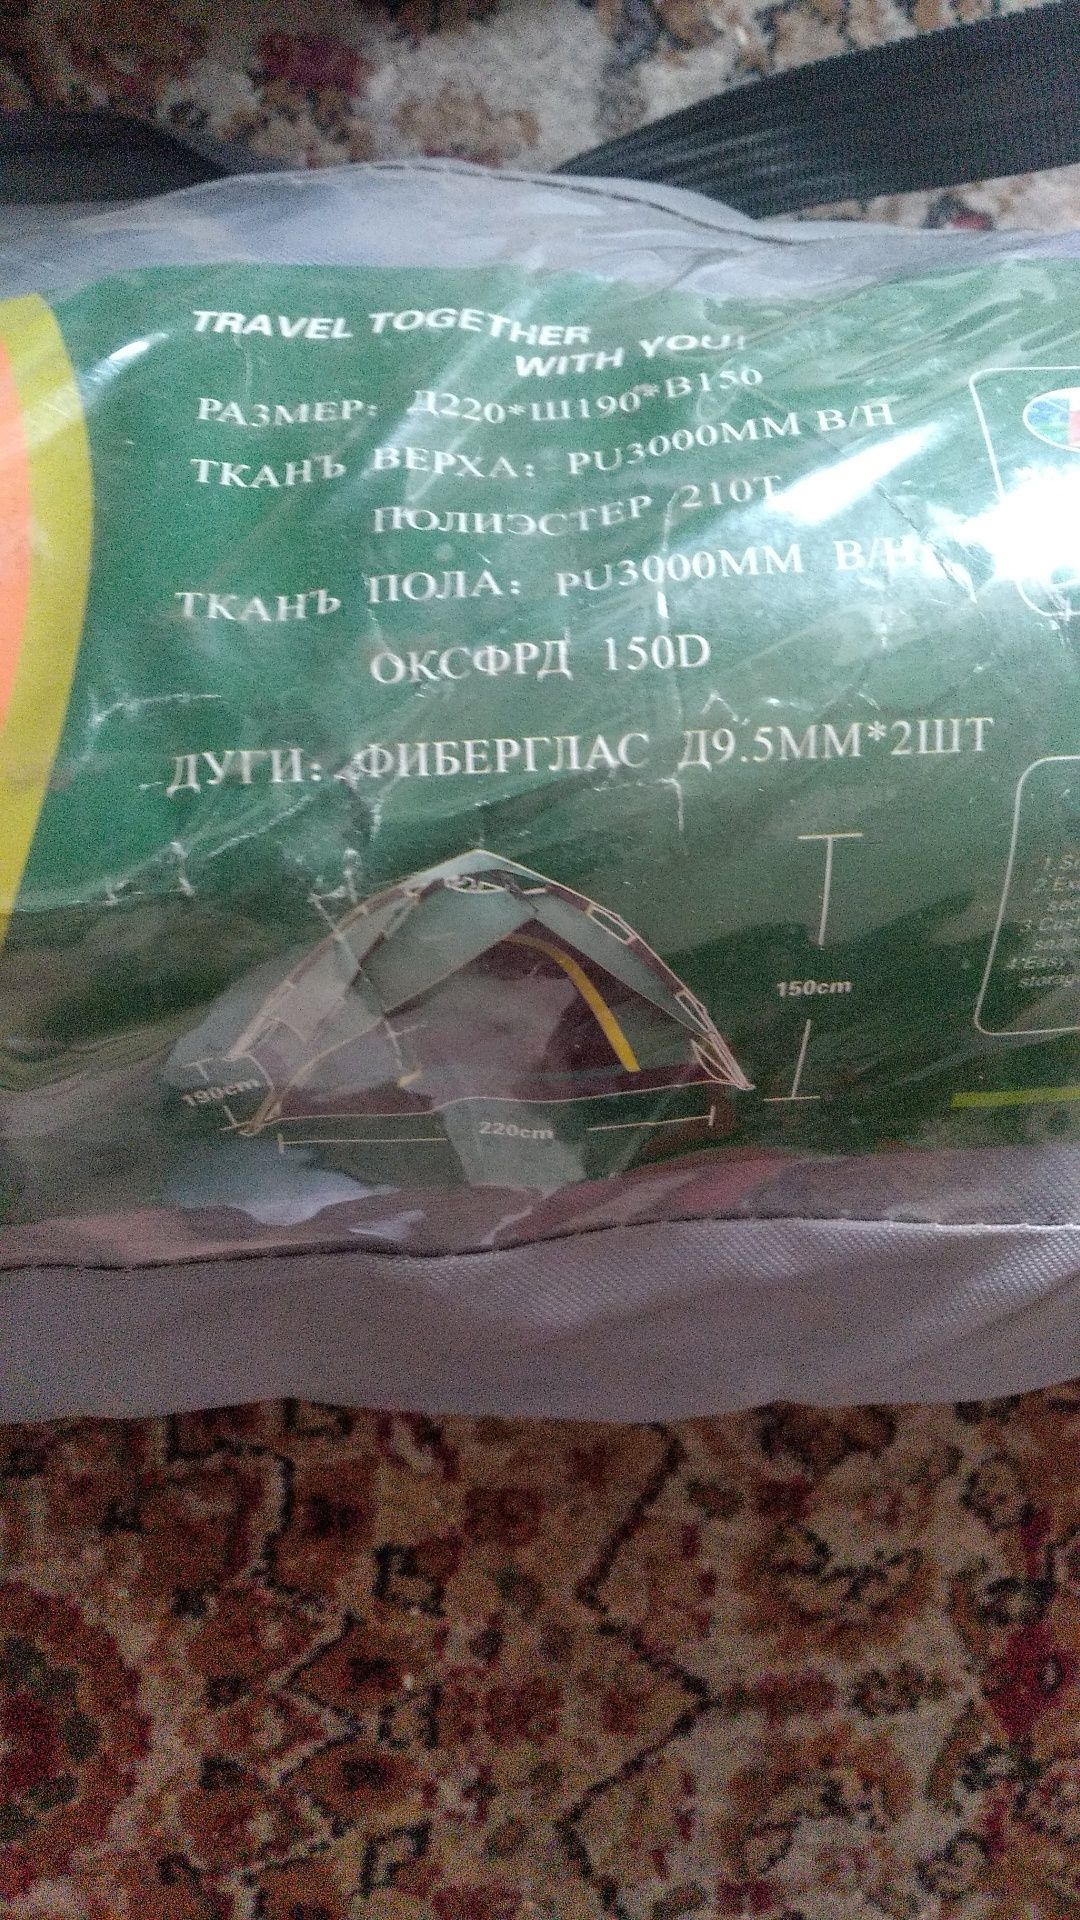 TRAVEL TOGETHER
WITH YOU!
РАЗМЕР: Д220*Ш190*В150
ТКАНЪ ВЕРХА: PU3000MM В/Н
ПОЛИЭСТЕР 210T
ТКАНЪ ПОЛА: PU3000MM В/Н
ОКСФРД 150D
ДУГИ: ФИБЕРГЛАС Д9.5ММ*2ШТ
150cm
190cm
220cm